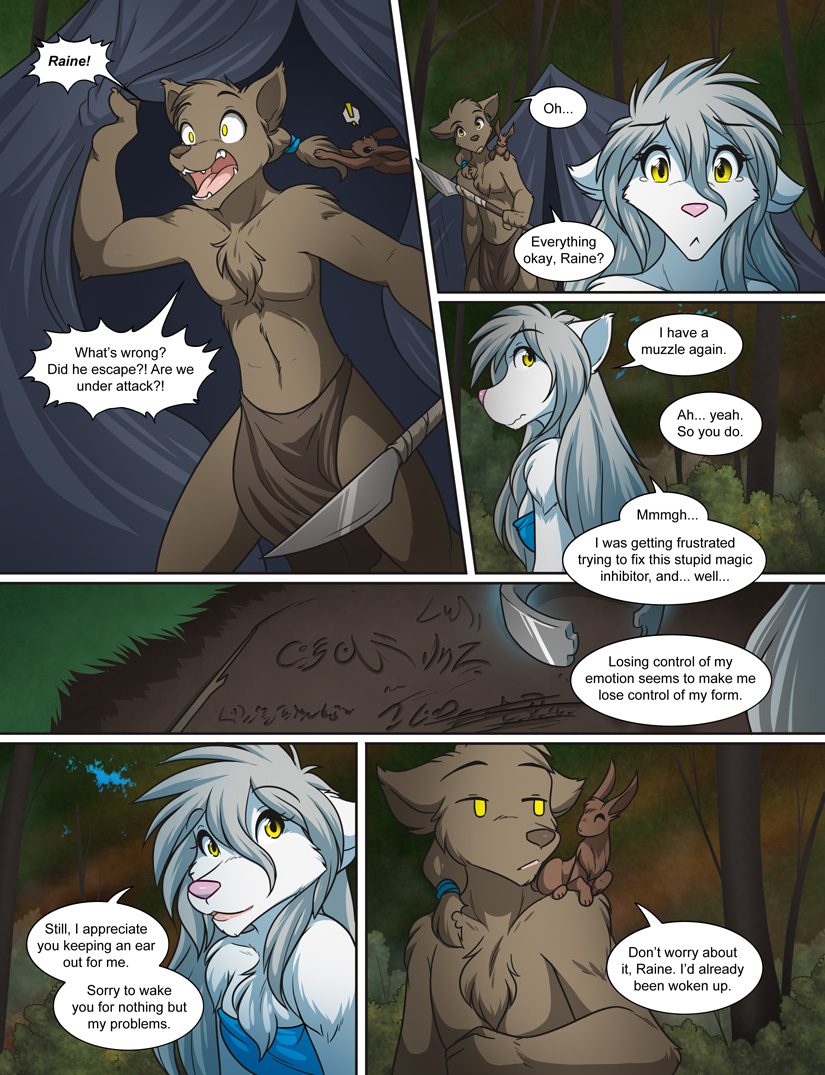 Raine!
What's wrong?
Did he escape?! Are we
under attack?!
Oh...
Everything
okay, Raine?
I have a
muzzle again.
Ah... yeah.
So you do.
Mmmgh...
I was getting frustrated
trying to fix this stupid magic
inhibitor, and... well...
Losing control of my
emotion seems to make me
lose control of my form.
Still, I appreciate
you keeping an ear
out for me.
Sorry to wake
you for nothing but
my problems.
Don't worry about
it, Raine. I'd already
been woken up.